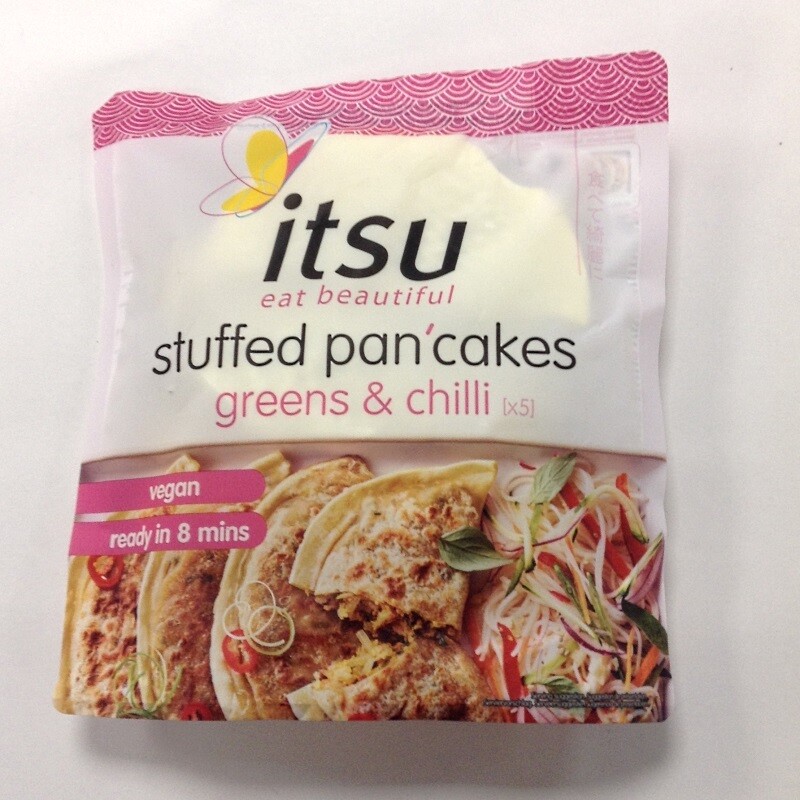 itsu
eat beautiful
stuffed pan'cakes
greens & chilli [x5]
vegan
ready in 8 mins